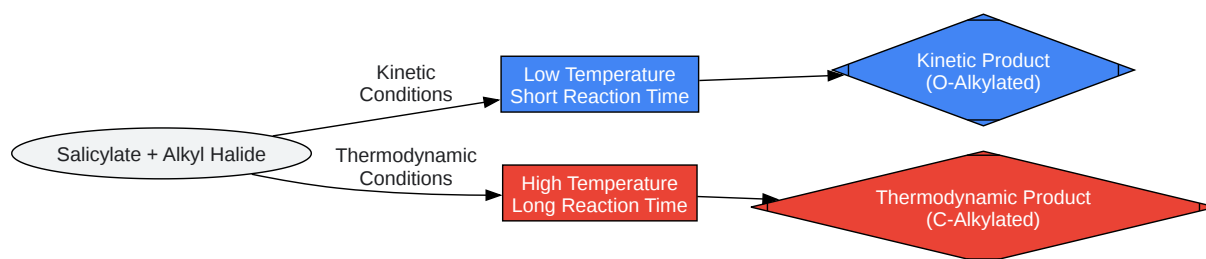 Salicylate + Alkyl Halide
Kinetic
Conditions
Low Temperature
Short Reaction Time
Kinetic Product
(O-Alkylated)
Thermodynamic
Conditions
High Temperature
Long Reaction Time
Thermodynamic Product
(C-Alkylated)